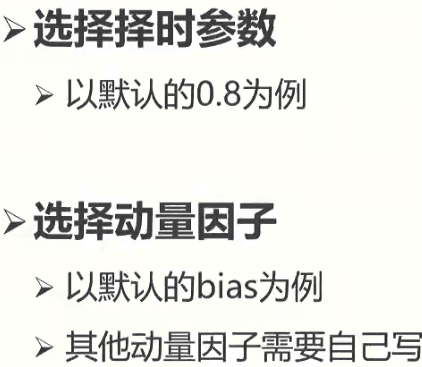 ➢选择择时参数
➢以默认的0.8为例
➢选择动量因子
➢以默认的bias为例
➢其他动量因子需要自己写